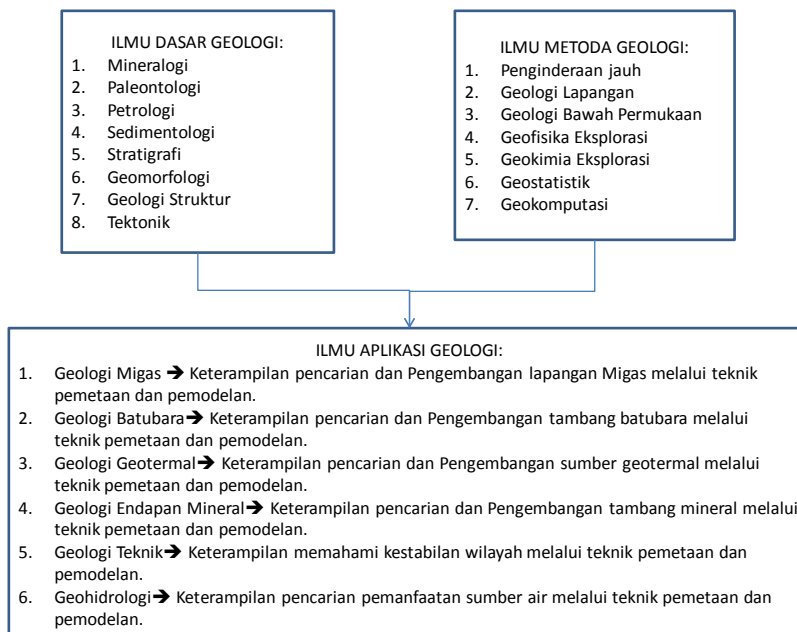 ILMU DASAR GEOLOGI:
1. Mineralogi
2. Paleontologi
3. Petrologi
4. Sedimentologi
5. Stratigrafi
6. Geomorfologi
7. Geologi Struktur
8. Tektonik
ILMU METODA GEOLOGI:
1. Penginderaan jauh
2. Geologi Lapangan
3. Geologi Bawah Permukaan
4. Geofisika Eksplorasi
5. Geokimia Eksplorasi
6. Geostatistik
7. Geokomputasi
ILMU APLIKASI GEOLOGI:
1. Geologi Migas ➔ Keterampilan pencarian dan Pengembangan lapangan Migas melalui teknik
pemetaan dan pemodelan.
2. Geologi Batubara➔ Keterampilan pencarian dan Pengembangan tambang batubara melalui
teknik pemetaan dan pemodelan.
3. Geologi Geotermal➔ Keterampilan pencarian dan Pengembangan sumber geotermal melalui
teknik pemetaan dan pemodelan.
4. Geologi Endapan Mineral➔ Keterampilan pencarian dan Pengembangan tambang mineral melalui
teknik pemetaan dan pemodelan.
5. Geologi Teknik➔ Keterampilan memahami kestabilan wilayah melalui teknik pemetaan dan
pemodelan.
6. Geohidrologi➔ Keterampilan pencarian pemanfaatan sumber air melalui teknik pemetaan dan
pemodelan.